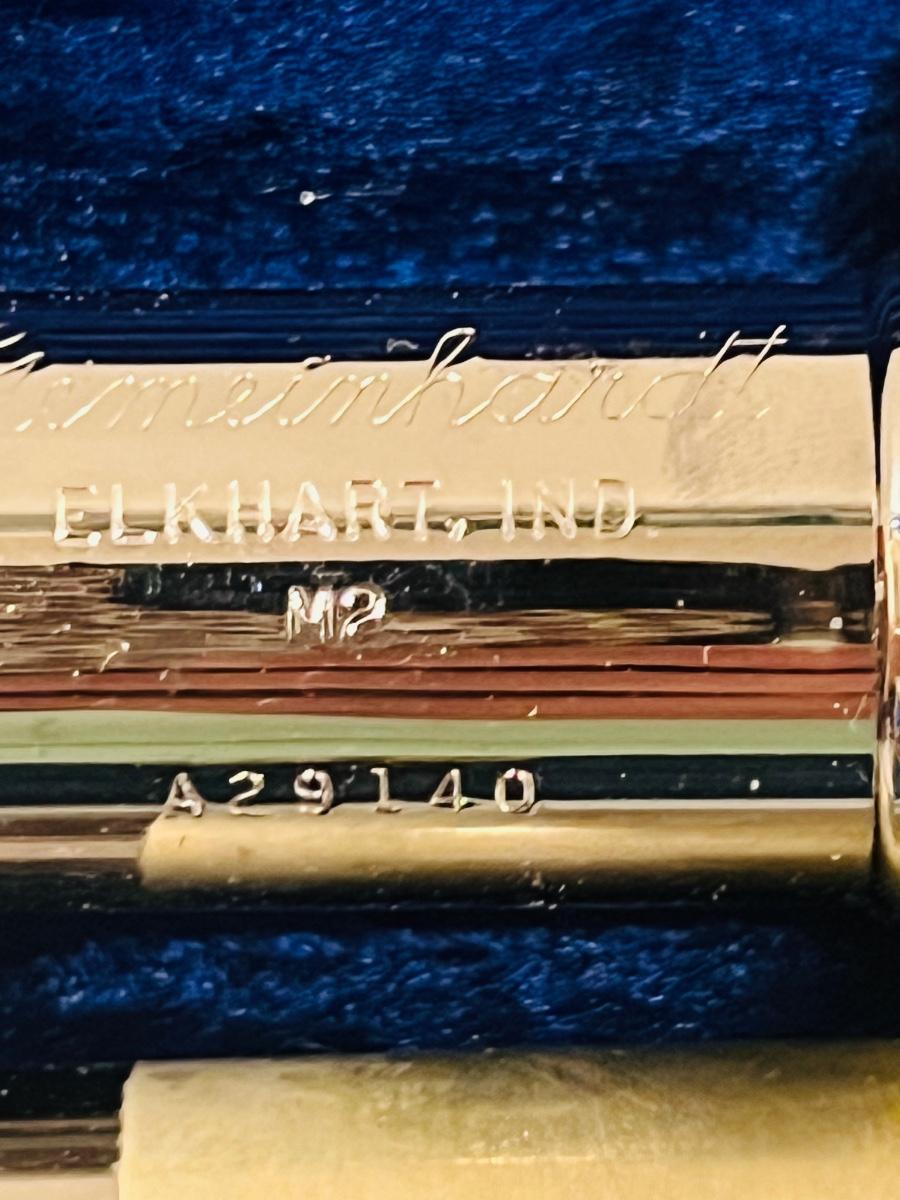 Gemeinhardt
ELKHART, IND
M2
A29140